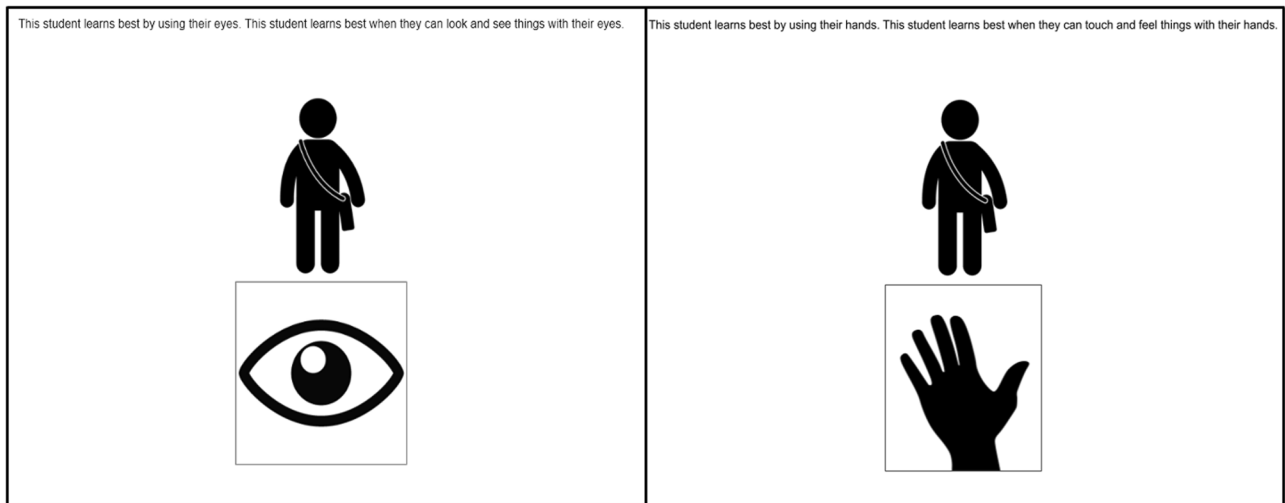 This student learns best by using their eyes. This student learns best when they can look and see things with their eyes.
This student learns best by using their hands. This student learns best when they can touch and feel things with their hands.